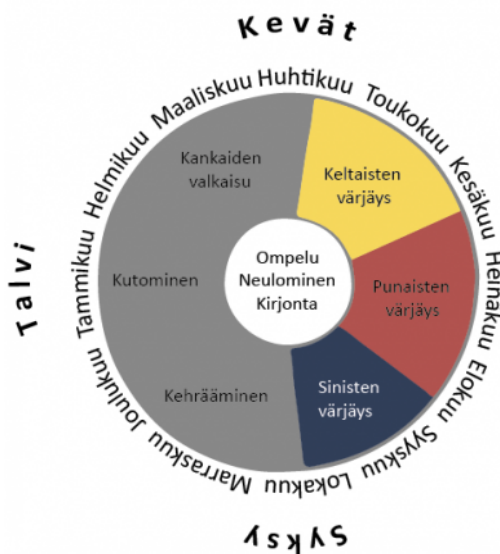 Kevät
Tammikuu Helmikuu Maaliskuu Huhtikuu Toukokuu Kesäkuu Heinäkuu Elokuu Syyskuu Lokakuu Marraskuu Joulukuu
Kankaiden
valkaisu
Keltaisten
värjäys
Talvi
Kutominen
Ompelu
Neulominen
Kirjonta
Punaisten
värjäys
Kehrääminen
Sinisten
värjäys
Syksy